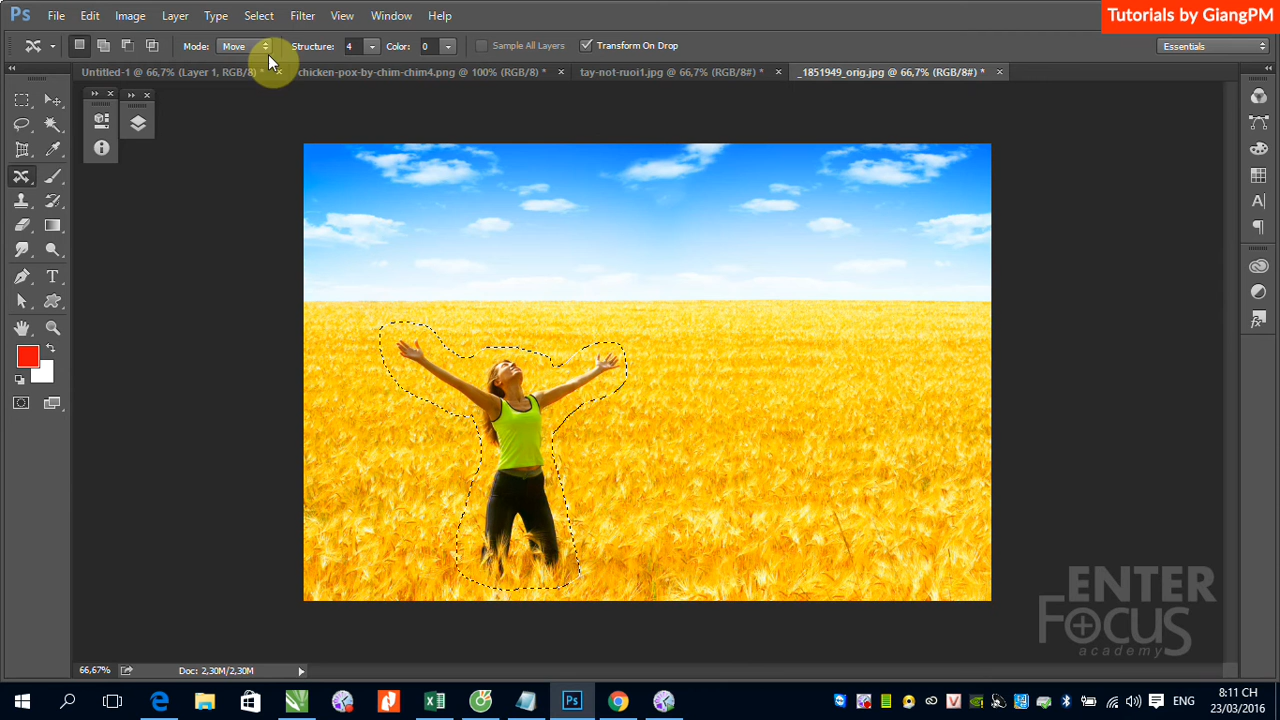 Ps File Edit Image Layer Type Select Filter View Window Help
Tutorials by GiangPM
Mode: Move Structure: 4 Color: 0 Sample All Layers Transform On Drop Essentials
Untitled-1 @ 66,7% (Layer 1, RGB/8) * chicken-pox-by-chim-chim4.png @ 100% (RGB/8) * tay-not-ruoi1.jpg @ 66,7% (RGB/8#) * _1851949_orig.jpg @ 66,7% (RGB/8#) *
ENTER
FOCUS
academy
66,67% Doc: 2,30M/2,30M
ENG
8:11 CH
23/03/2016